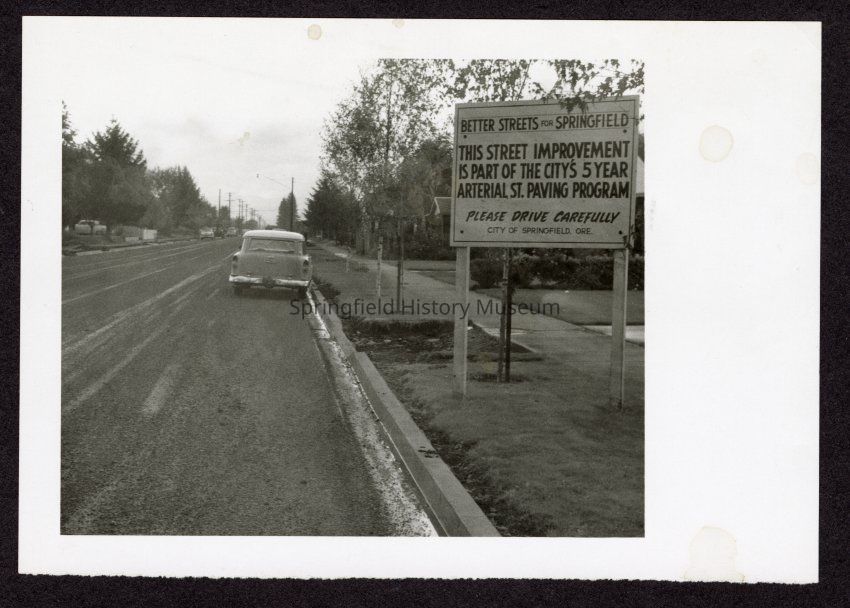 BETTER STREETS FOR SPRINGFIELD
THIS STREET IMPROVEMENT
IS PART OF THE CITY'S 5 YEAR
ARTERIAL ST. PAVING PROGRAM
PLEASE DRIVE CAREFULLY
CITY OF SPRINGFIELD, ORE.
Springfield History Museum